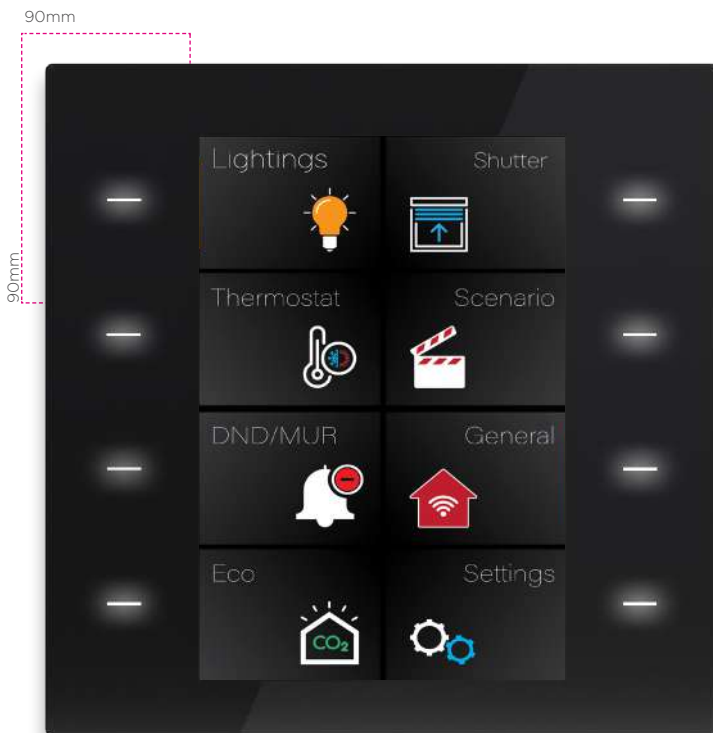 90mm
90mm
Lightings
Shutter
Thermostat
Scenario
DND/MUR
General
Eco
CO₂
Settings